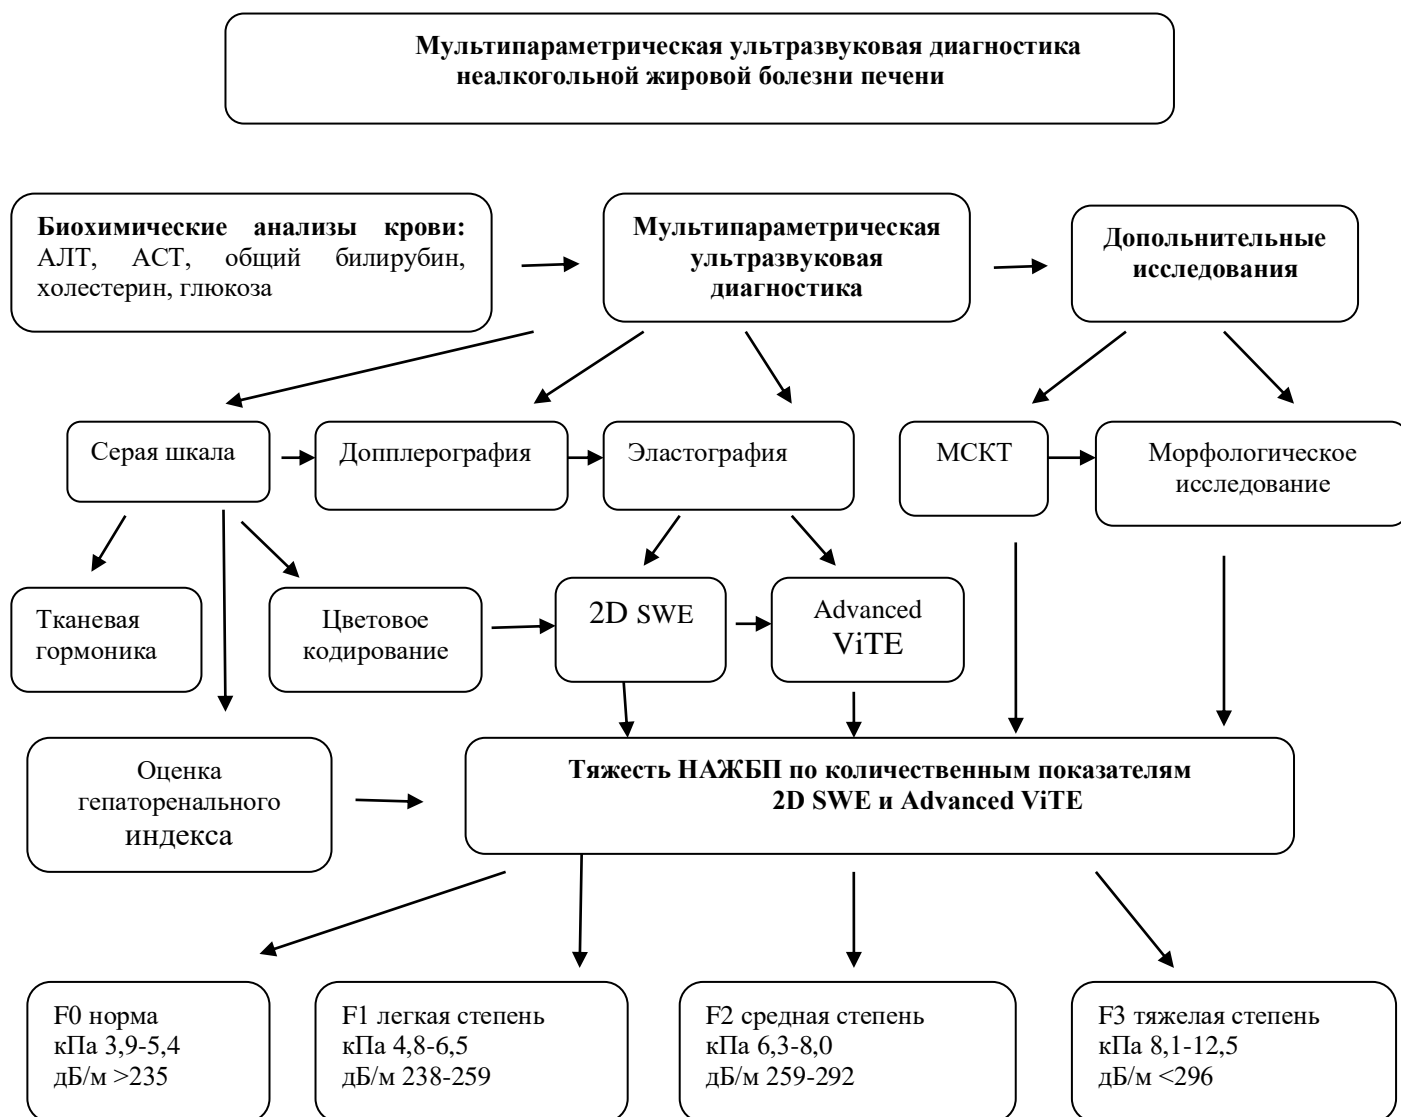 Мультипараметрическая ультразвуковая диагностика
неалкогольной жировой болезни печени
Биохимические анализы крови:
АЛТ, АСТ, общий билирубин,
холестерин, глюкоза
Мультипараметрическая
ультразвуковая
диагностика
Допольнительные
исследования
Серая шкала
Допплерография
Эластография
МСКТ
Морфологическое
исследование
Тканевая
гормоника
Цветовое
кодирование
2D SWE
Advanced
ViTE
Оценка
гепаторенального
индекса
Тяжесть НАЖБП по количественным показателям
2D SWE и Advanced ViTE
F0 норма
кПа 3,9-5,4
дБ/м >235
F1 легкая степень
кПа 4,8-6,5
дБ/м 238-259
F2 средная степень
кПа 6,3-8,0
дБ/м 259-292
F3 тяжелая степень
кПа 8,1-12,5
дБ/м <296